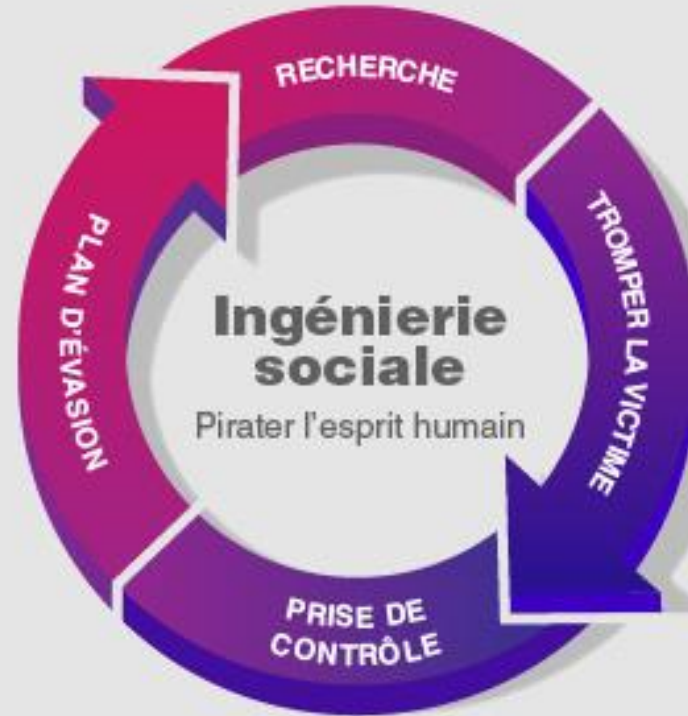 RECHERCHE
TROMPER LA VICTIME
PRISE DE
CONTRÔLE
PLAN D'ÉVASION
Ingénierie
sociale
Pirater l'esprit humain